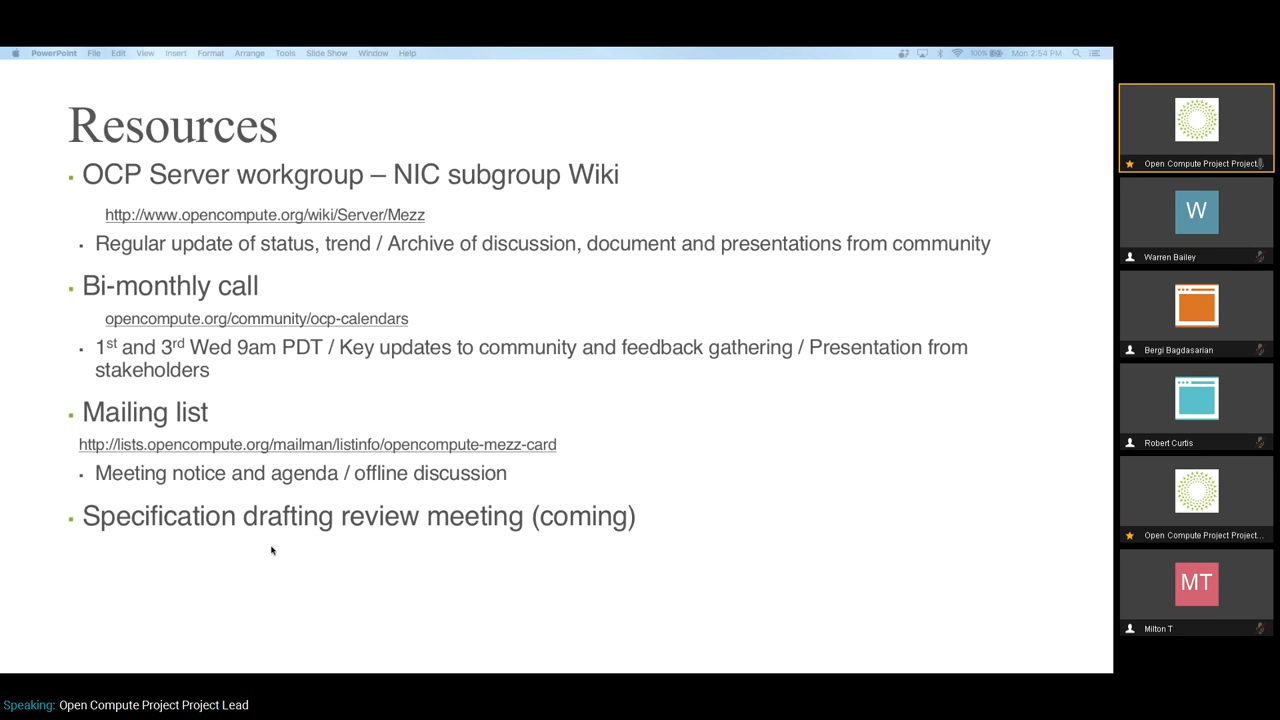 PowerPoint File Edit View Insert Format Arrange Tools Slide Show Window Help 100% Mon 2:54 PM
Resources
OCP Server workgroup – NIC subgroup Wiki
http://www.opencompute.org/wiki/Server/Mezz
Regular update of status, trend / Archive of discussion, document and presentations from community
Bi-monthly call
opencompute.org/community/ocp-calendars
1st and 3rd Wed 9am PDT / Key updates to community and feedback gathering / Presentation from
stakeholders
Mailing list
http://lists.opencompute.org/mailman/listinfo/opencompute-mezz-card
Meeting notice and agenda / offline discussion
Specification drafting review meeting (coming)
Open Compute Project Project
W
Warren Bailey
Bergi Bagdasarian
Robert Curtis
Open Compute Project Project...
MT
Milton T
Speaking: Open Compute Project Project Lead